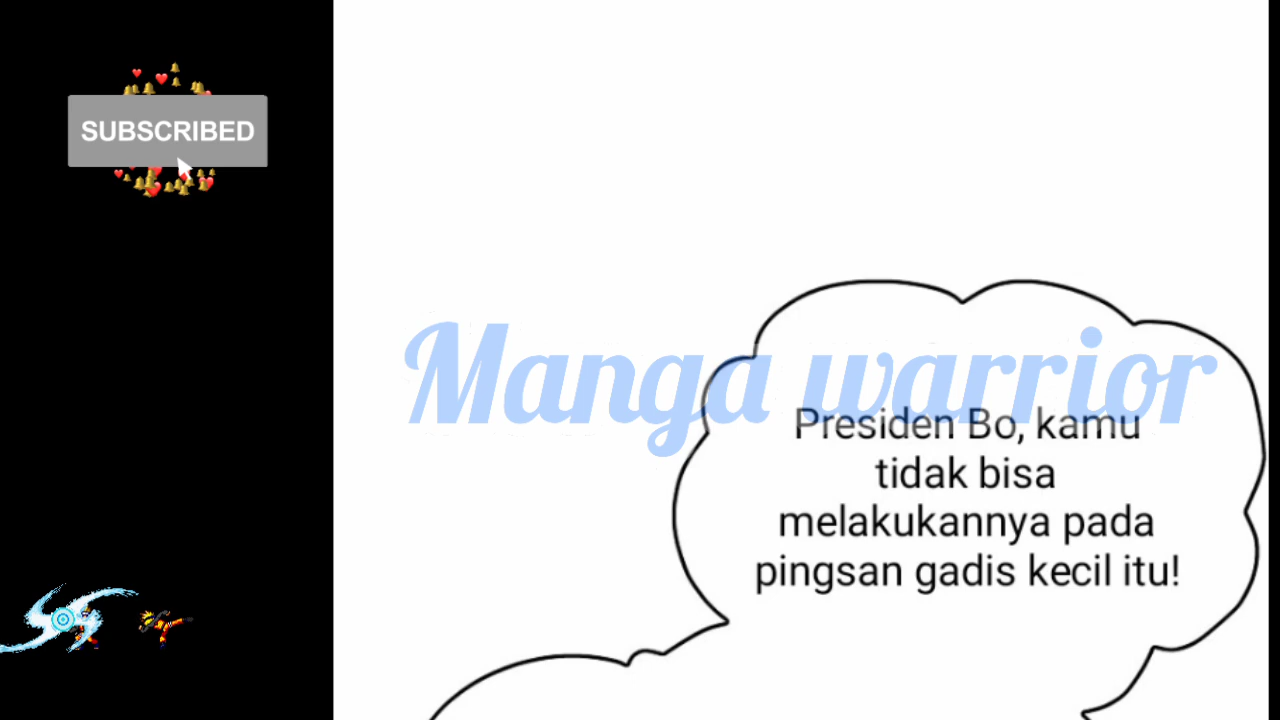 SUBSCRIBED
Manga warrior
Presiden Bo, kamu
tidak bisa
melakukannya pada
pingsan gadis kecil itu!